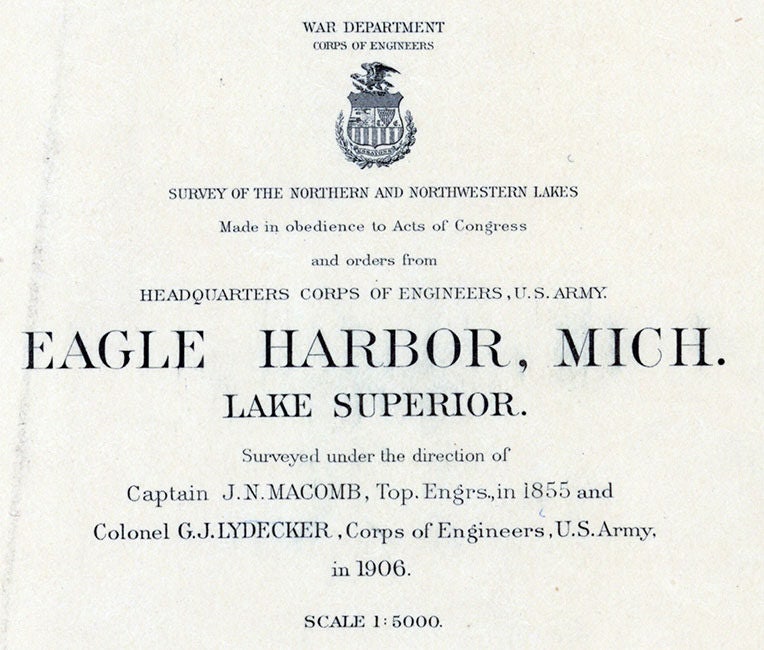 WAR DEPARTMENT
CORPS OF ENGINEERS
SURVEY OF THE NORTHERN AND NORTHWESTERN LAKES
Made in obedience to Acts of Congress
and orders from
HEADQUARTERS CORPS OF ENGINEERS, U.S. ARMY.
EAGLE HARBOR, MICH.
LAKE SUPERIOR.
Surveyed under the direction of
Captain J.N. MACOMB, Top. Engrs., in 1855 and
Colonel G.J. LYDECKER, Corps of Engineers, U.S. Army,
in 1906.
SCALE 1:5000.